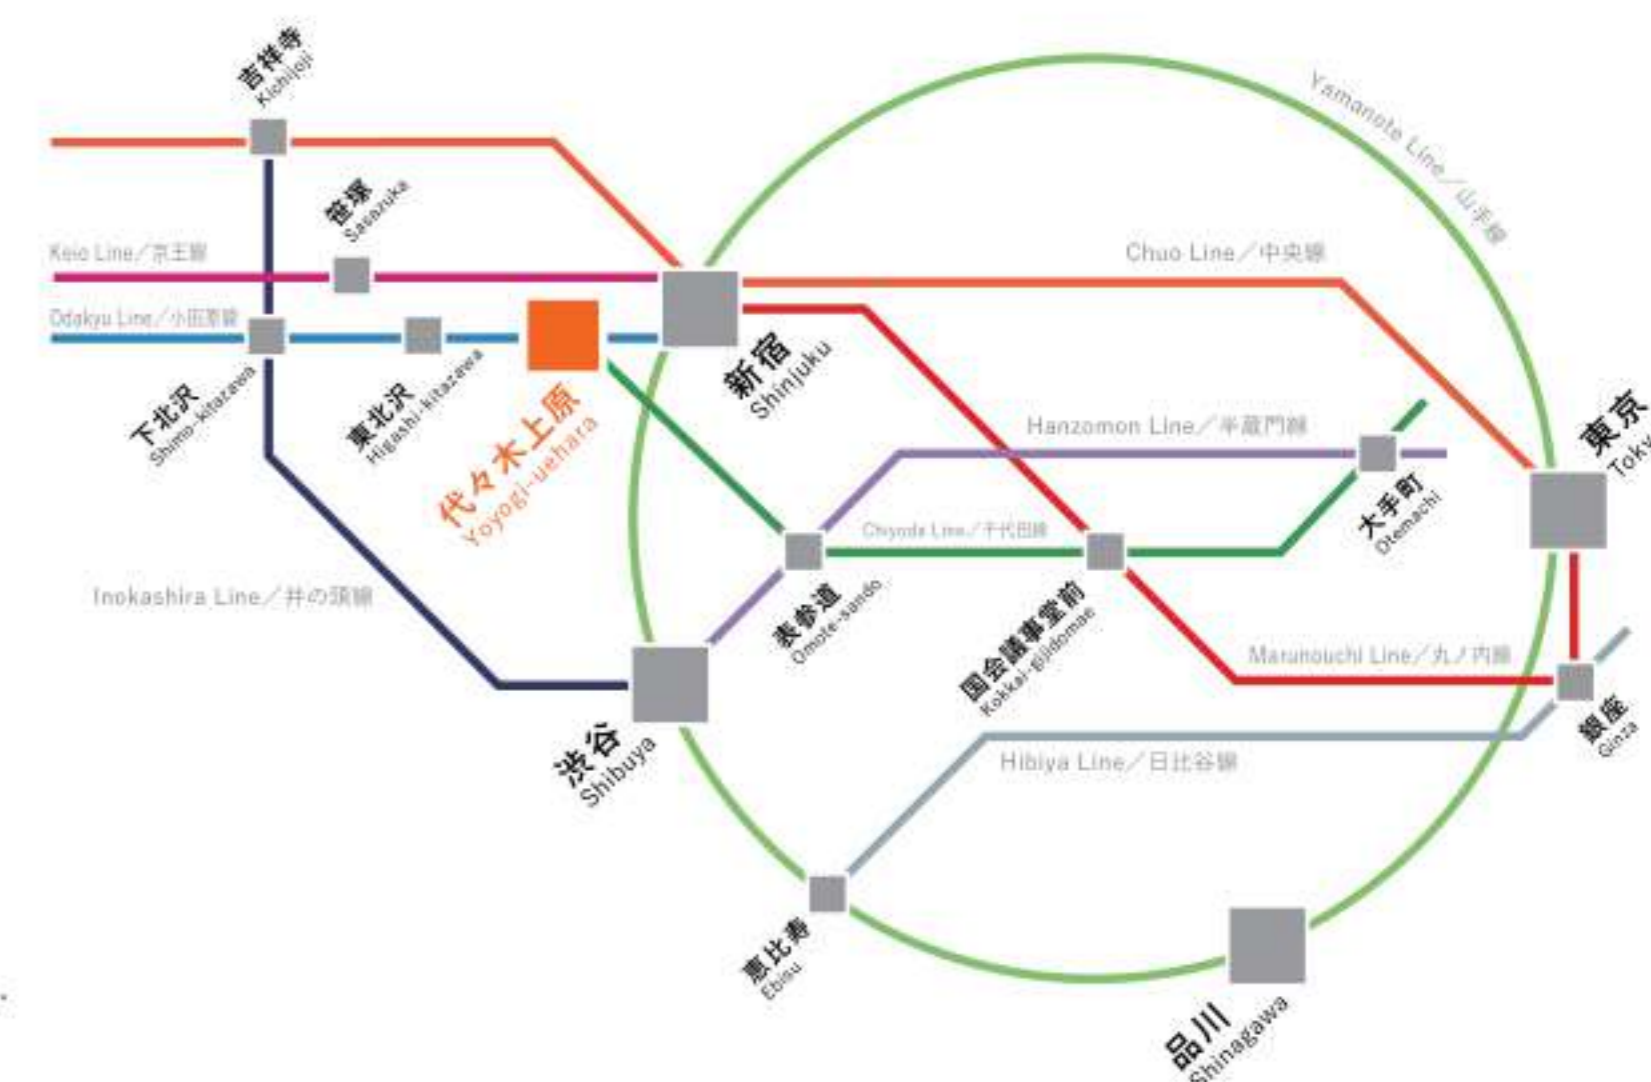 吉祥寺
Kichijoji
Yamanote Line／山手線
笹塚
Sasazuka
Keio Line／京王線
Chuo Line／中央線
Odakyu Line／小田原線
新宿
Shinjuku
下北沢
Shimo-kitazawa
東北沢
Higashi-kitazawa
代々木上原
Yoyogi-uehara
Hanzomon Line／半蔵門線
東京
Toky
大手町
Otemachi
Chiyoda Line／千代田線
表参道
Omote-sando
国会議事堂前
Kokkai-gijidomae
Inokashira Line／井の頭線
Marunouchi Line／丸ノ内線
銀座
Ginza
渋谷
Shibuya
Hibiya Line／日比谷線
恵比寿
Ebisu
品川
Shinagawa